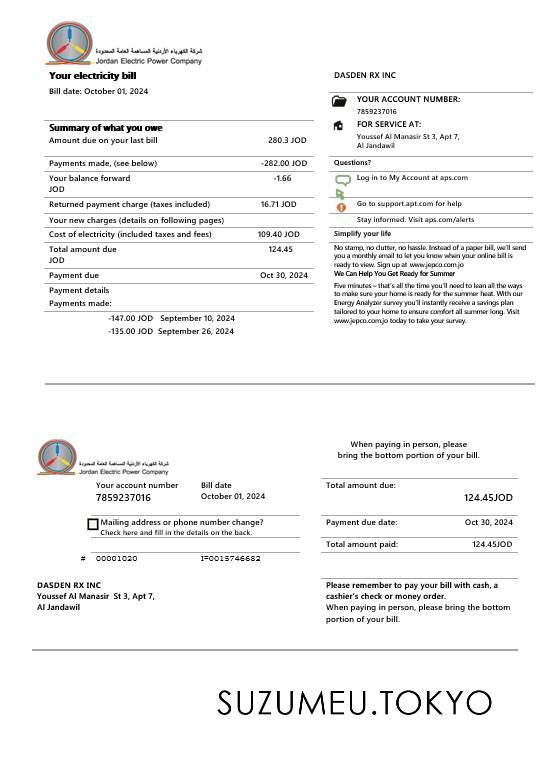 شركة الكهرباء الأردنية المساهمة العامة المحدودة
Jordan Electric Power Company
Your electricity bill
Bill date: October 01, 2024
Summary of what you owe
Amount due on your last bill 280.3 JOD
Payments made, (see below) -282.00 JOD
Your balance forward -1.66
JOD
Returned payment charge (taxes included) 16.71 JOD
Your new charges (details on following pages)
Cost of electricity (included taxes and fees) 109.40 JOD
Total amount due 124.45
JOD
Payment due Oct 30, 2024
Payment details
Payments made:
-147.00 JOD September 10, 2024
-135.00 JOD September 26, 2024
DASDEN RX INC
YOUR ACCOUNT NUMBER:
7859237016
FOR SERVICE AT:
Youssef Al Manasir St 3, Apt 7,
Al Jandawil
Questions?
Log in to My Account at aps.com
Go to support.apt.com for help
Stay informed. Visit aps.com/alerts
Simplify your life
No stamp, no clutter, no hassle. Instead of a paper bill, we'll send
you a monthly email to let you know when your online bill is
ready to view. Sign up at www.jepco.com.jo
We Can Help You Get Ready for Summer
Five minutes – that's all the time you'll need to lean all the ways
to make sure your home is ready for the summer heat. With our
Energy Analyzer survey you'll instantly receive a savings plan
tailored to your home to ensure comfort all summer long. Visit
www.jepco.com.jo today to take your survey.
شركة الكهرباء الأردنية المساهمة العامة المحدودة
Jordan Electric Power Company
When paying in person, please
bring the bottom portion of your bill.
Your account number Bill date
7859237016 October 01, 2024
Mailing address or phone number change?
Check here and fill in the details on the back.
# 00001020 I=0015746682
Total amount due:
124.45JOD
Payment due date: Oct 30, 2024
Total amount paid: 124.45JOD
DASDEN RX INC
Youssef Al Manasir St 3, Apt 7,
Al Jandawil
Please remember to pay your bill with cash, a
cashier's check or money order.
When paying in person, please bring the bottom
portion of your bill.
SUZUMEU.TOKYO